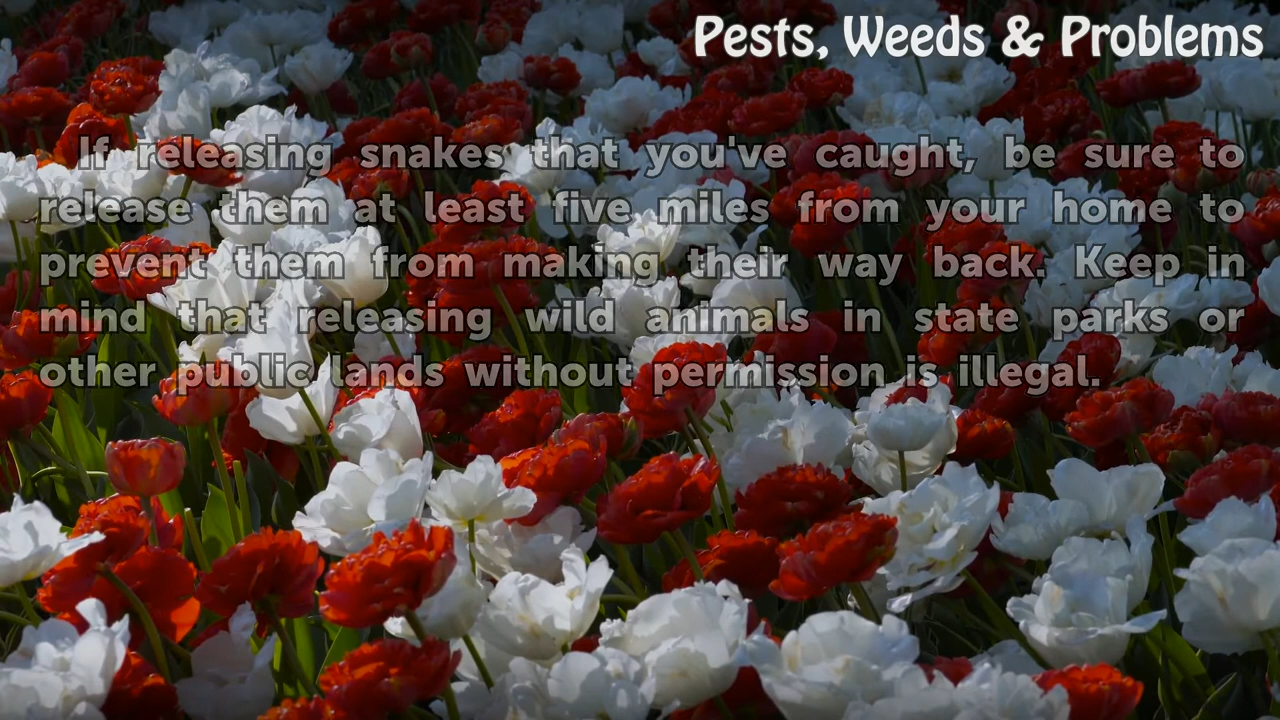 Pests, Weeds & Problems
If releasing snakes that you've caught, be sure to
release them at least five miles from your home to
prevent them from making their way back. Keep in
mind that releasing wild animals in state parks or
other public lands without permission is illegal.